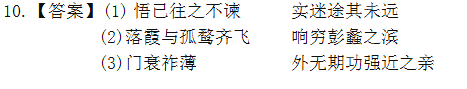 10.【答案】(1) 悟已往之不谏 实迷途其未远
(2)落霞与孤鹜齐飞 响穷彭蠡之滨
(3)门衰祚薄 外无期功强近之亲